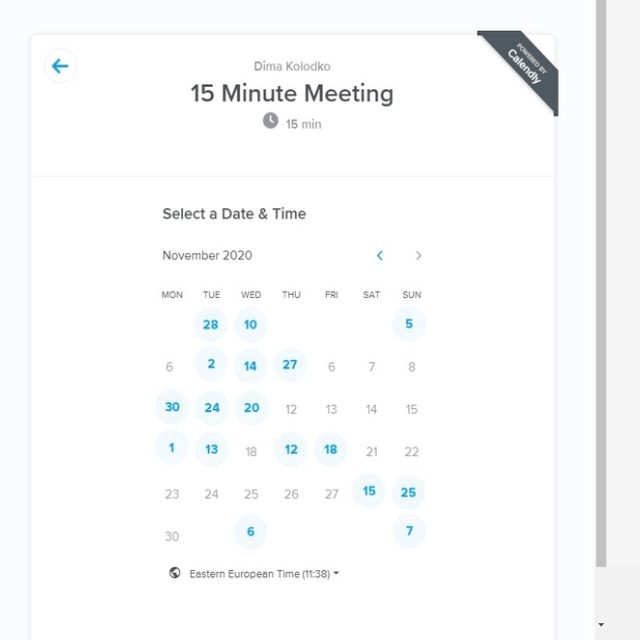 POWERED BY
Calendly
Dima Kolodko
15 Minute Meeting
15 min
Select a Date & Time
November 2020
MON TUE WED THU FRI SAT SUN
28 10 5
6 2 14 27 6 7 8
30 24 20 12 13 14 15
1 13 18 12 18 21 22
23 24 25 26 27 15 25
30 6 7
Eastern European Time (11:38)